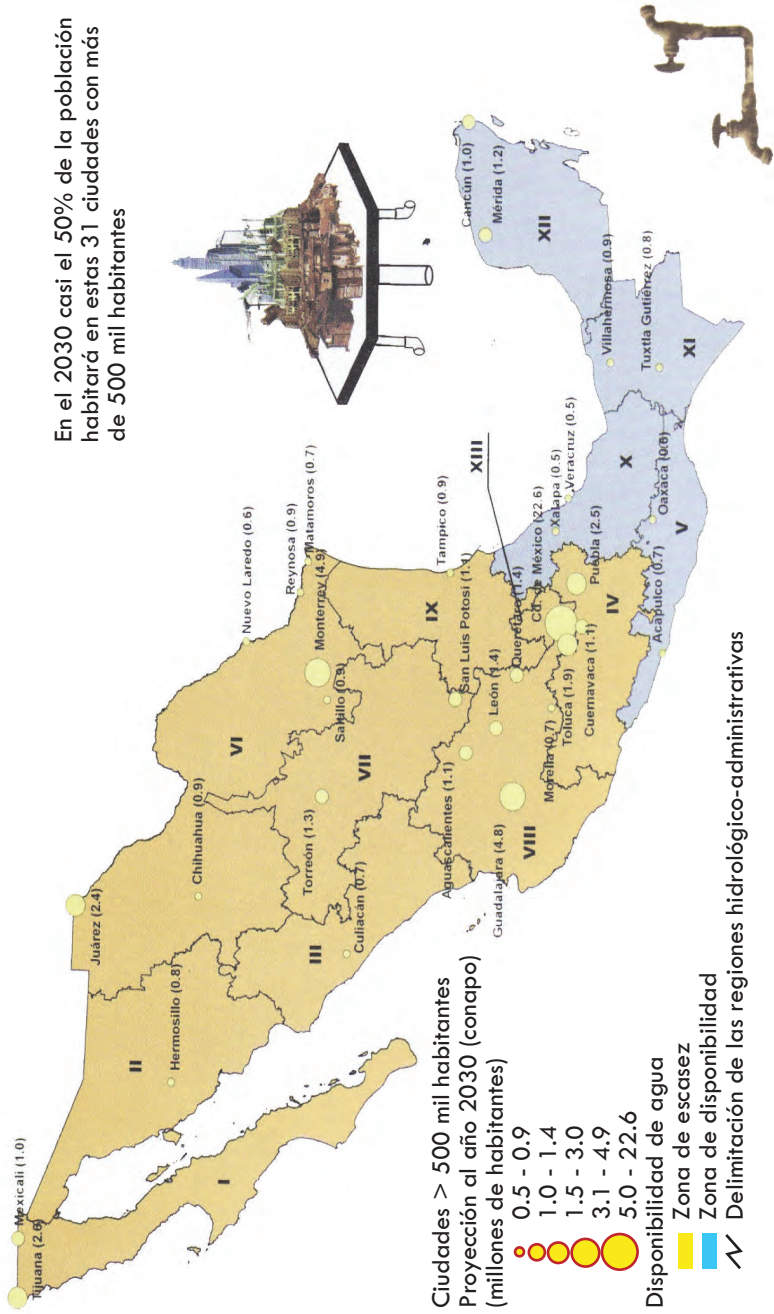 En el 2030 casi el 50% de la población
habitará en estas 31 ciudades con más
de 500 mil habitantes
Mexicali (1.0)
Tijuana (2.6)
Juárez (2.4)
Hermosillo (0.8)
Chihuahua (0.9)
Nuevo Laredo (0.6)
Reynosa (0.9)
Matamoros (0.7)
Monterrey (4.9)
Saltillo (0.9)
Torreón (1.3)
Culiacán (0.7)
Tampico (0.9)
San Luis Potosí (1.1)
Aguascalientes (1.1)
León (1.4)
Guadalajara (4.8)
Querétaro (1.4)
Cd. de México (22.6)
Morelia (0.7)
Toluca (1.9)
Cuernavaca (1.1)
Puebla (2.5)
Xalapa (0.5)
Veracruz (0.5)
Acapulco (0.7)
Oaxaca (0.6)
Villahermosa (0.9)
Tuxtla Gutiérrez (0.8)
Cancún (1.0)
Mérida (1.2)
I
II
III
IV
V
VI
VII
VIII
IX
X
XI
XII
XIII
Ciudades > 500 mil habitantes
Proyección al año 2030 (conapo)
(millones de habitantes)
0.5 - 0.9
1.0 - 1.4
1.5 - 3.0
3.1 - 4.9
5.0 - 22.6
Disponibilidad de agua
Zona de escasez
Zona de disponibilidad
Delimitación de las regiones hidrológico-administrativas